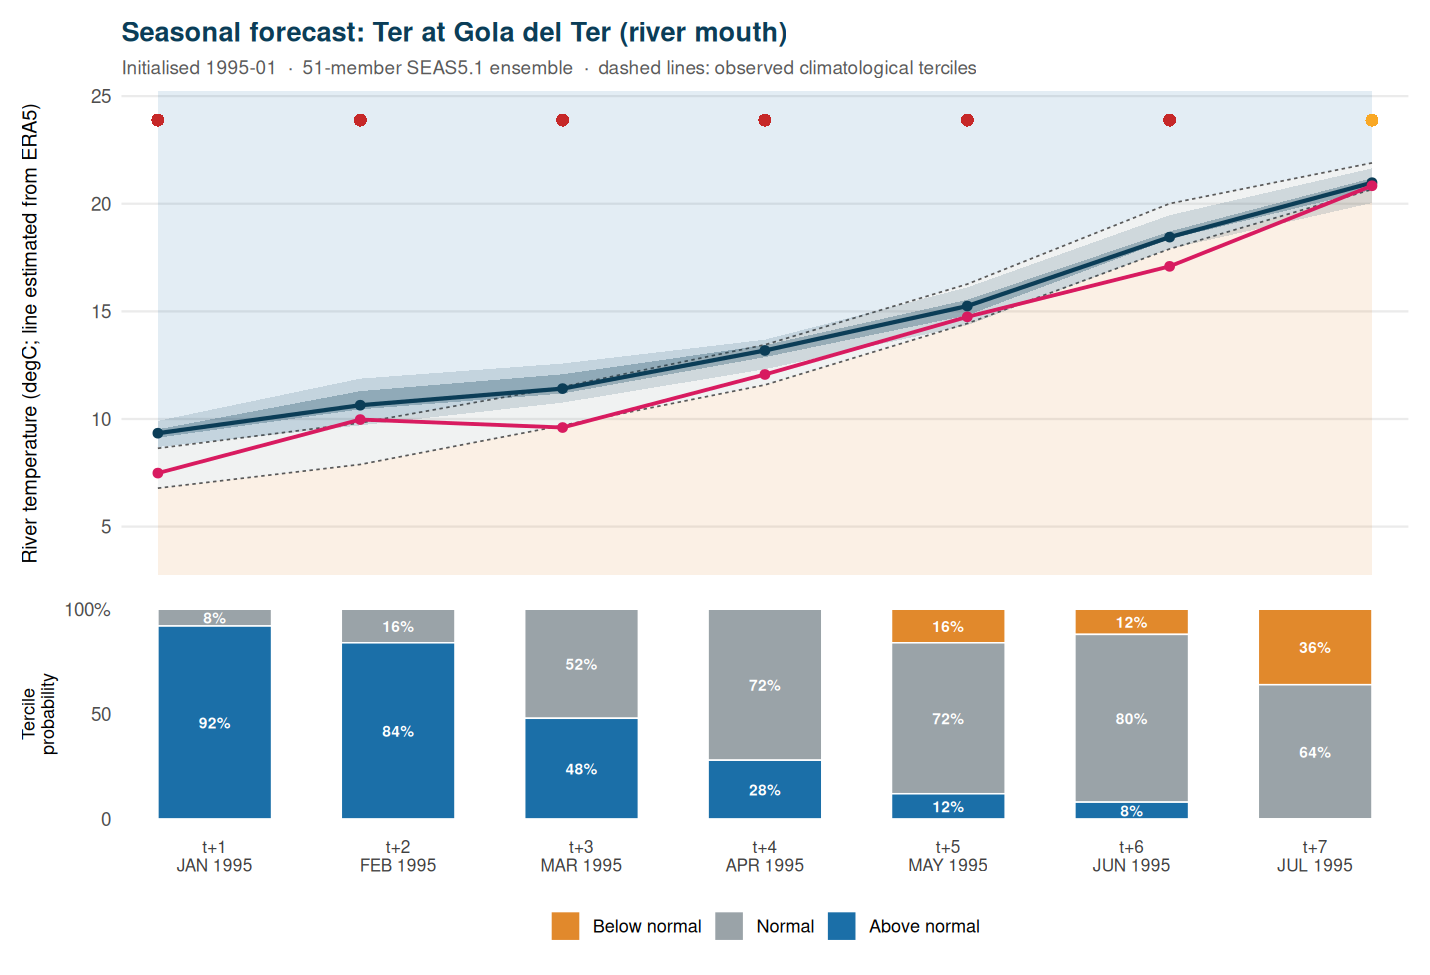 Seasonal forecast: Ter at Gola del Ter (river mouth)
Initialised 1995-01 · 51-member SEAS5.1 ensemble · dashed lines: observed climatological terciles
River temperature (degC; line estimated from ERA5)
25
20
15
10
5
Tercile
probability
100%
50
0
8%
92%
16%
84%
52%
48%
72%
28%
16%
72%
12%
12%
80%
8%
36%
64%
t+1
JAN 1995
t+2
FEB 1995
t+3
MAR 1995
t+4
APR 1995
t+5
MAY 1995
t+6
JUN 1995
t+7
JUL 1995
Below normal
Normal
Above normal